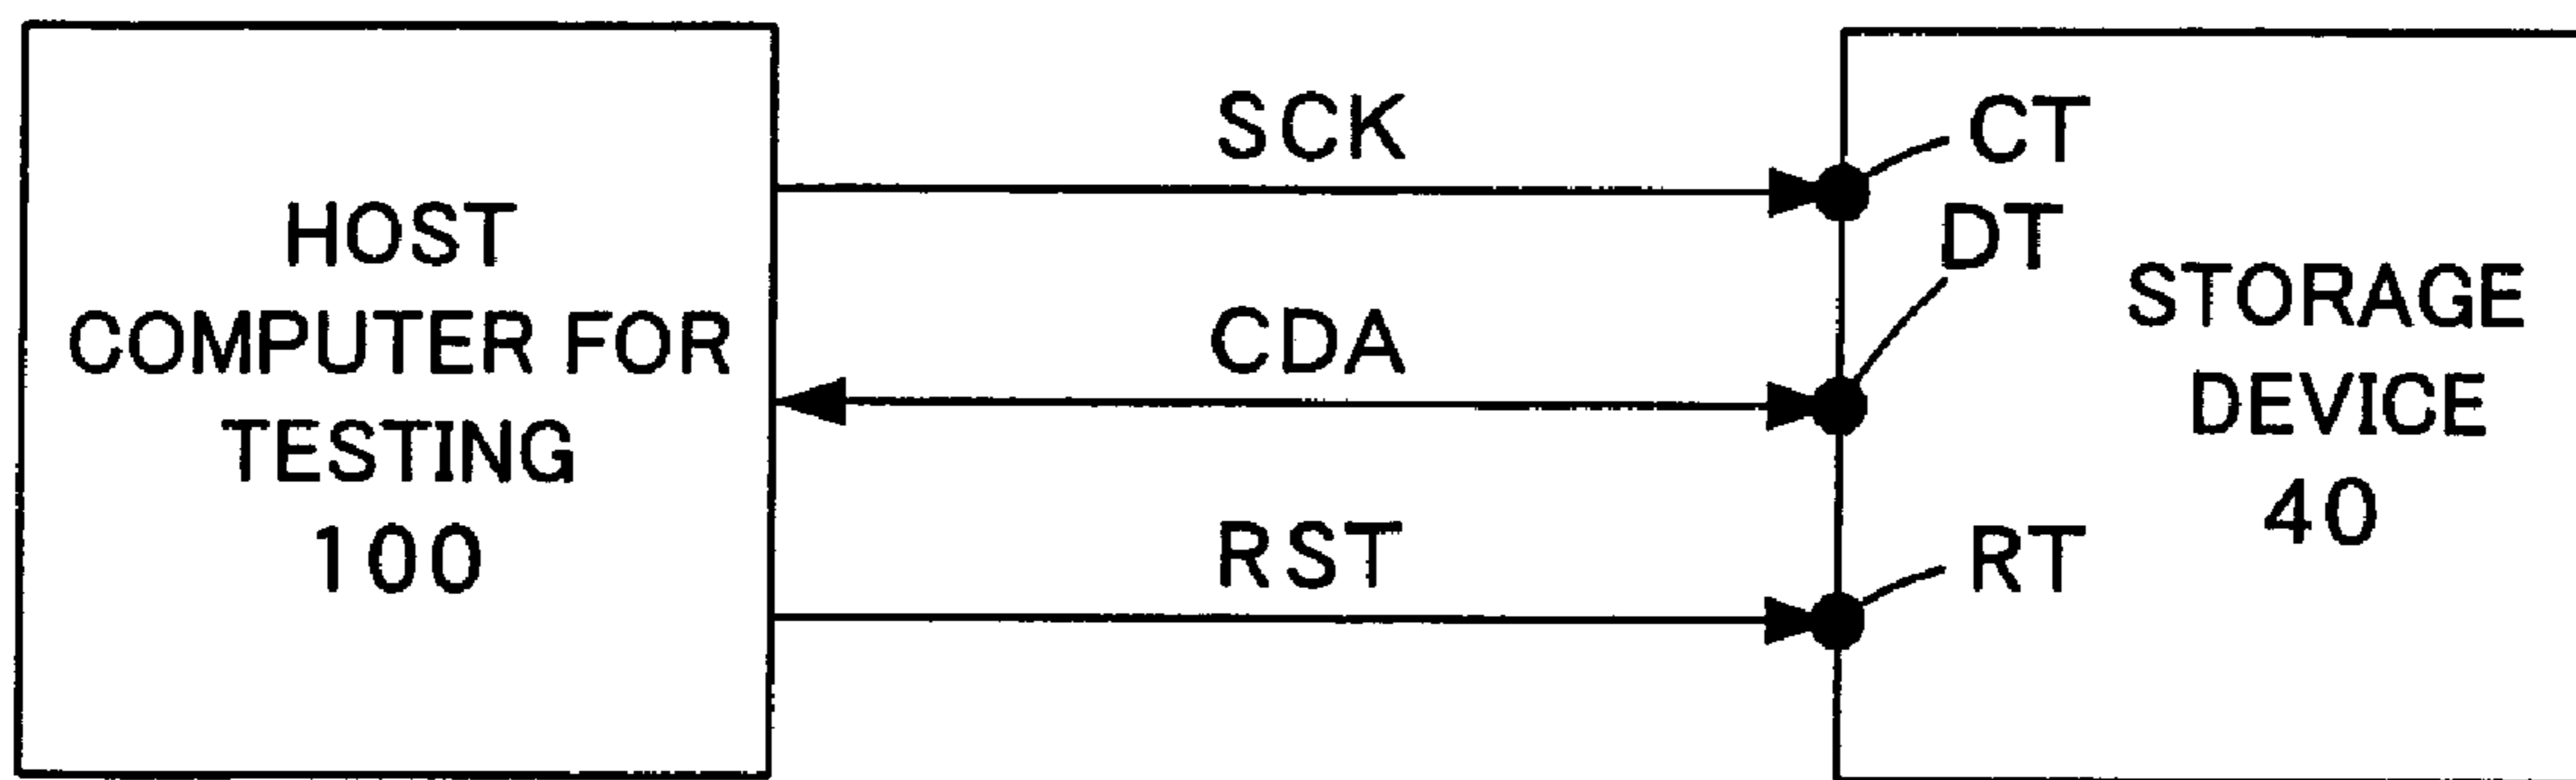 HOST
COMPUTER FOR
TESTING
100
SCK
CDA
RST
CT
DT
RT
STORAGE
DEVICE
40